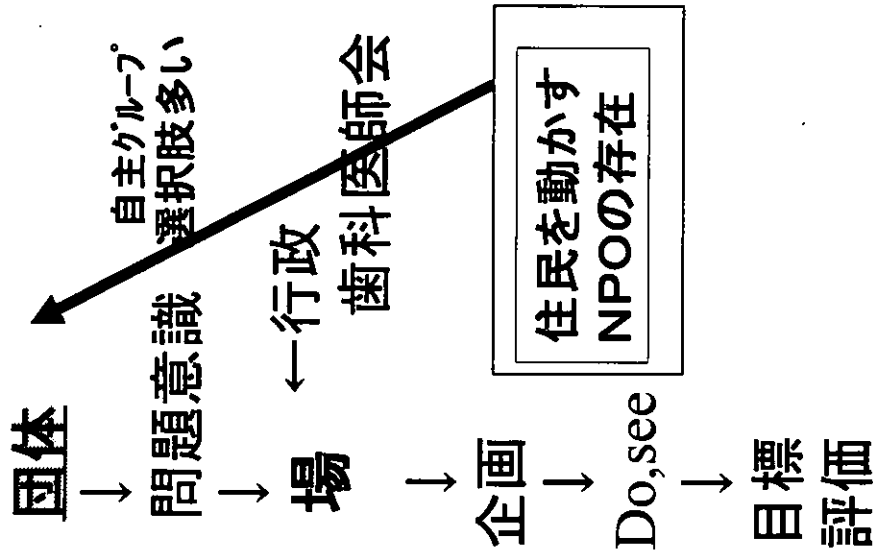 団体
↓
問題意識
↓
場
←行政
歯科医師会
↓
企画
↓
Do,see
↓
目標
評価
自主グループ
選択肢多い
住民を動かす
NPOの存在